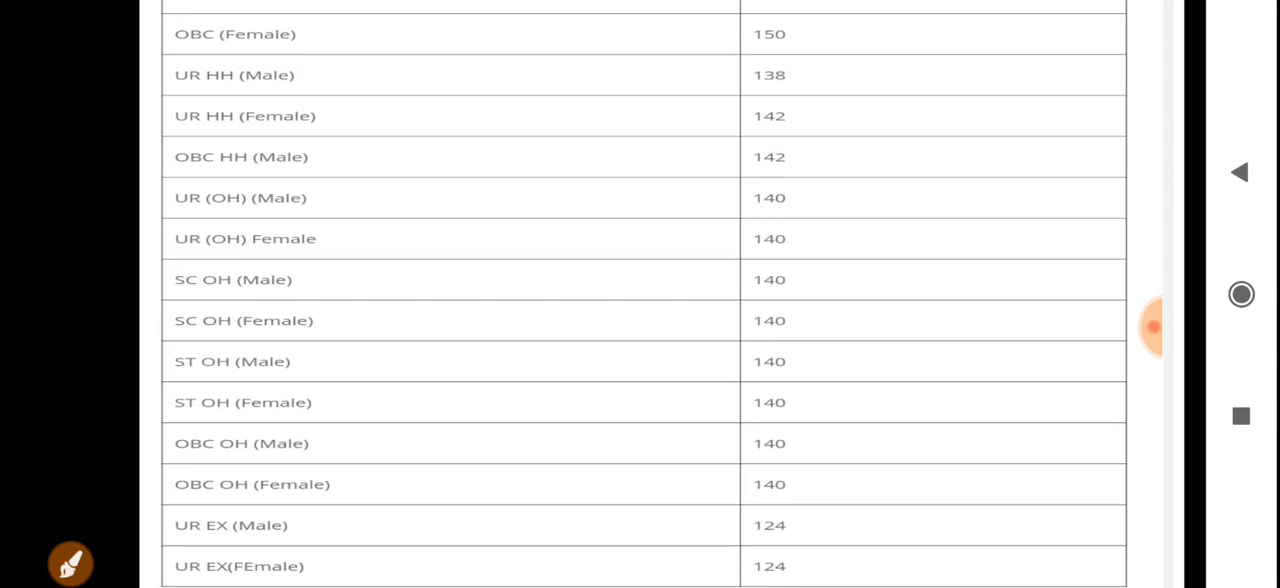 OBC (Female) 150
UR HH (Male) 138
UR HH (Female) 142
OBC HH (Male) 142
UR (OH) (Male) 140
UR (OH) Female 140
SC OH (Male) 140
SC OH (Female) 140
ST OH (Male) 140
ST OH (Female) 140
OBC OH (Male) 140
OBC OH (Female) 140
UR EX (Male) 124
UR EX(FEmale) 124